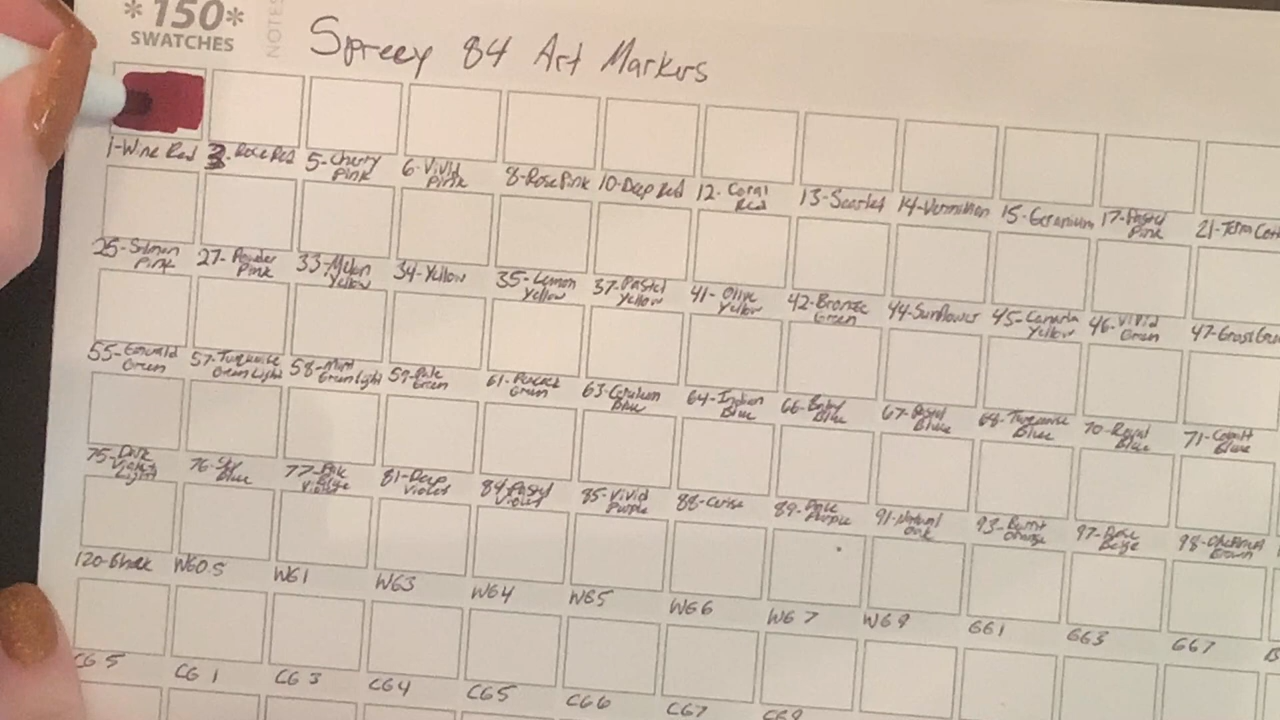 *150*
SWATCHES
NOTES
Spreey 84 Art Markers
1-Wine Red 3-Rose Red 5-Cherry Pink 6-Vivid Pink 8-Rose Pink 10-Deep Red 12-Coral Red 13-Scarlet 14-Vermilion 15-Geranium 17-Pastel Pink 21-Terra Cott
25-Salmon Pink 27-Powder Pink 33-Melon Yellow 34-Yellow 35-Lemon Yellow 37-Pastel Yellow 41-Olive Yellow 42-Bronze Green 44-Sunflower 45-Canaria Yellow 46-Vivid Green 47-Grass Gre
55-Emerald Green 57-Turquoise Green Light 58-Mint Green Light 59-Pale Green 61-Peacock Green 63-Cerulean Blue 64-Indian Blue 66-Baby Blue 67-Pastel Blue 68-Turquoise Blue 70-Royal Blue 71-Cobalt Blue
75-Dark Violet Light 76-Sky Blue 77-Pale Violet 81-Deep Violet 84-Pastel Violet 85-Vivid Purple 88-Cerise 89-Pale Purple 91-Natural Oak 93-Burnt Orange 97-Rose Beige 98-Chestnut Brown
120-Black WG0.5 WG1 WG3 WG4 WG5 WG6 WG7 WG9 GG1 GG3 GG7
CG.5 CG1 CG3 CG4 CG5 CG6 CG7 CG9